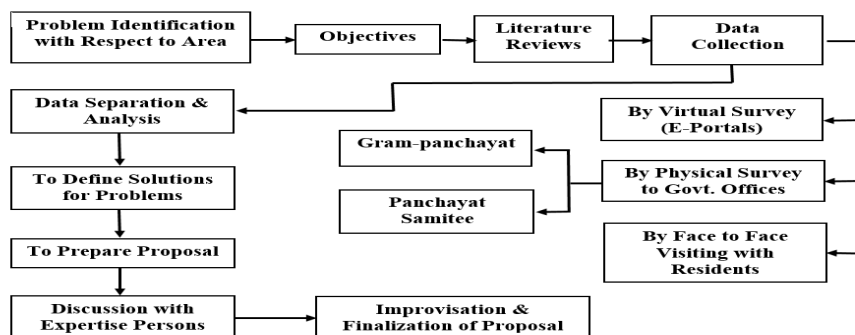 Problem Identification
with Respect to Area
Objectives
Literature
Reviews
Data
Collection
Data Separation &
Analysis
By Virtual Survey
(E-Portals)
Gram-panchayat
To Define Solutions
for Problems
By Physical Survey
to Govt. Offices
Panchayat
Samitee
To Prepare Proposal
By Face to Face
Visiting with
Residents
Discussion with
Expertise Persons
Improvisation &
Finalization of Proposal